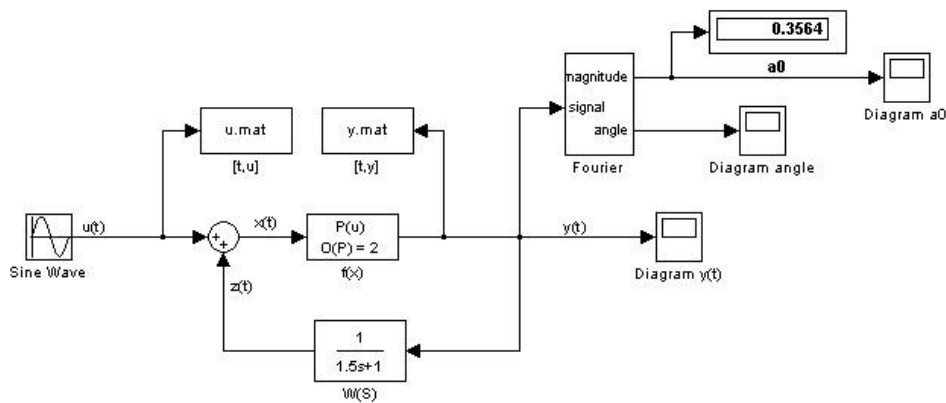 0.3564
a0
magnitude
signal
angle
Fourier
Diagram a0
Diagram angle
u.mat
[t,u]
y.mat
[t,y]
Sine Wave
u(t)
x(t)
P(u)
O(P) = 2
f(x)
y(t)
Diagram y(t)
z(t)
1
1.5s+1
W(S)